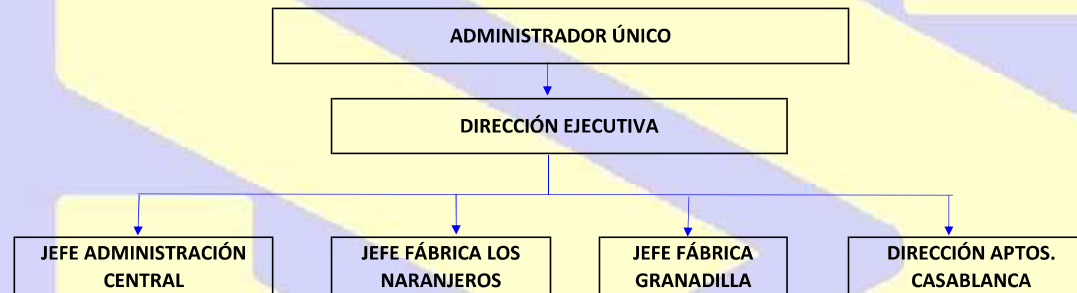 ADMINISTRADOR ÚNICO
DIRECCIÓN EJECUTIVA
JEFE ADMINISTRACIÓN
CENTRAL
JEFE FÁBRICA LOS
NARANJEROS
JEFE FÁBRICA
GRANADILLA
DIRECCIÓN APTOS.
CASABLANCA